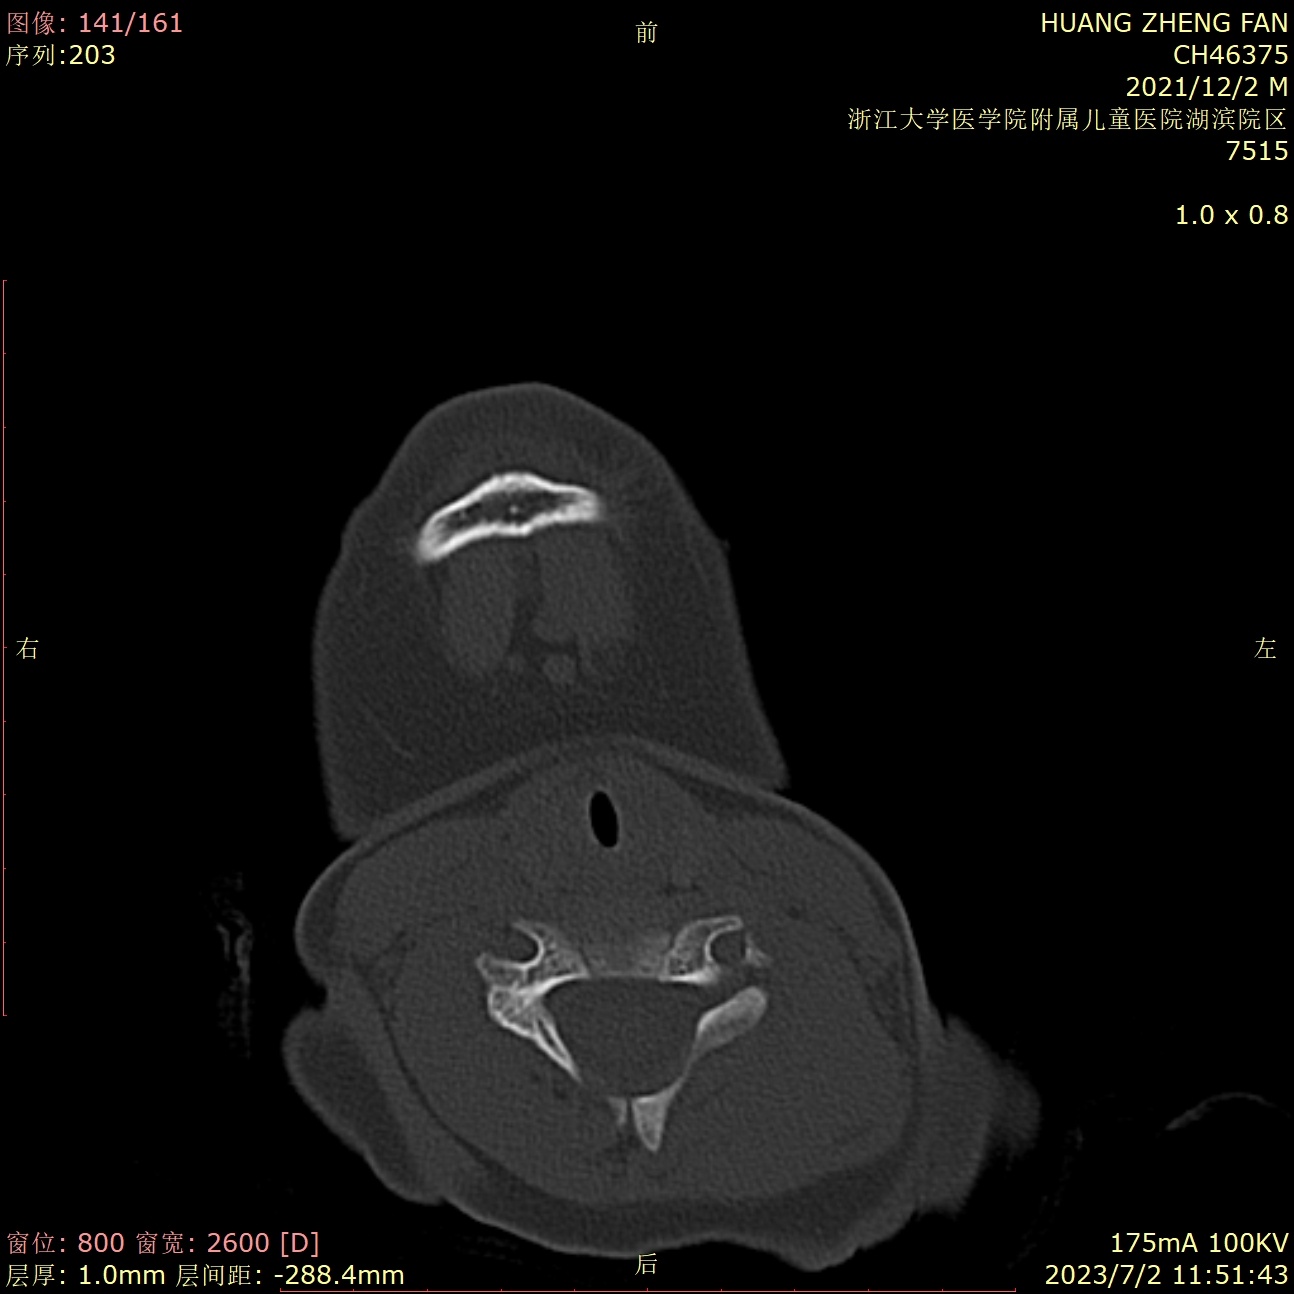 图像: 141/161
序列:203
前
HUANG ZHENG FAN
CH46375
2021/12/2 M
浙江大学医学院附属儿童医院湖滨院区
7515
1.0 x 0.8
右
左
窗位: 800 窗宽: 2600 [D]
层厚: 1.0mm 层间距: -288.4mm
后
175mA 100KV
2023/7/2 11:51:43